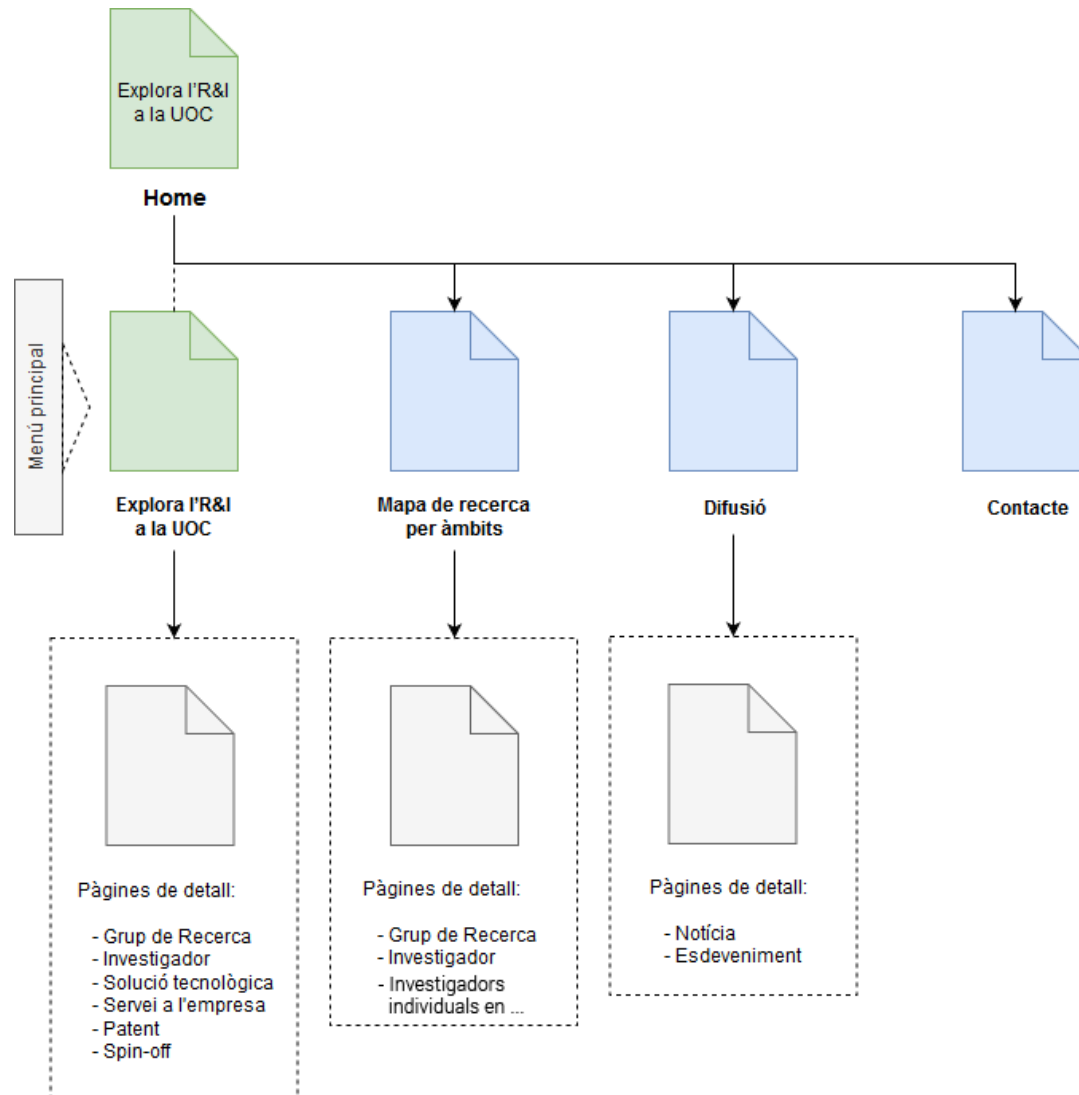 Explora l'R&I
a la UOC
Home
Menú principal
Explora l'R&I
a la UOC
Mapa de recerca
per àmbits
Difusió
Contacte
Pàgines de detall:
- Grup de Recerca
- Investigador
- Solució tecnològica
- Servei a l'empresa
- Patent
- Spin-off
Pàgines de detall:
- Grup de Recerca
- Investigador
- Investigadors
individuals en ...
Pàgines de detall:
- Notícia
- Esdeveniment